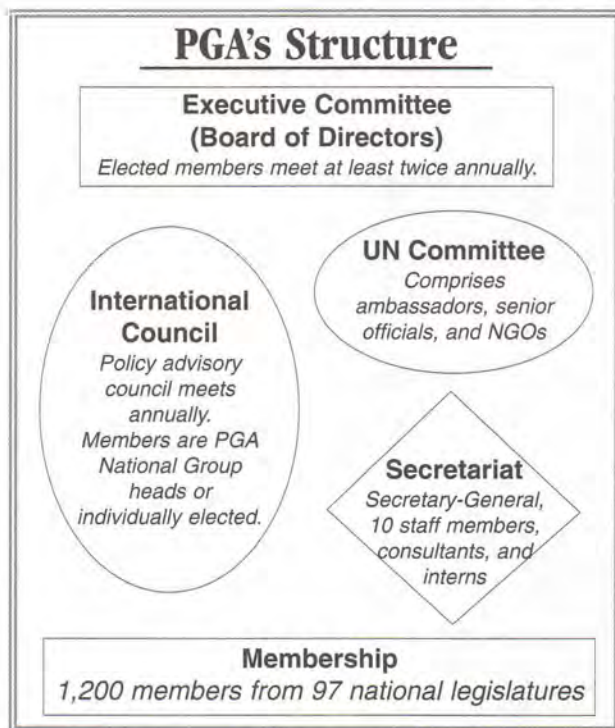 PGA's Structure
Executive Committee
(Board of Directors)
Elected members meet at least twice annually.
International
Council
Policy advisory
council meets
annually.
Members are PGA
National Group
heads or
individually elected.
UN Committee
Comprises
ambassadors, senior
officials, and NGOs
Secretariat
Secretary-General,
10 staff members,
consultants, and
interns
Membership
1,200 members from 97 national legislatures